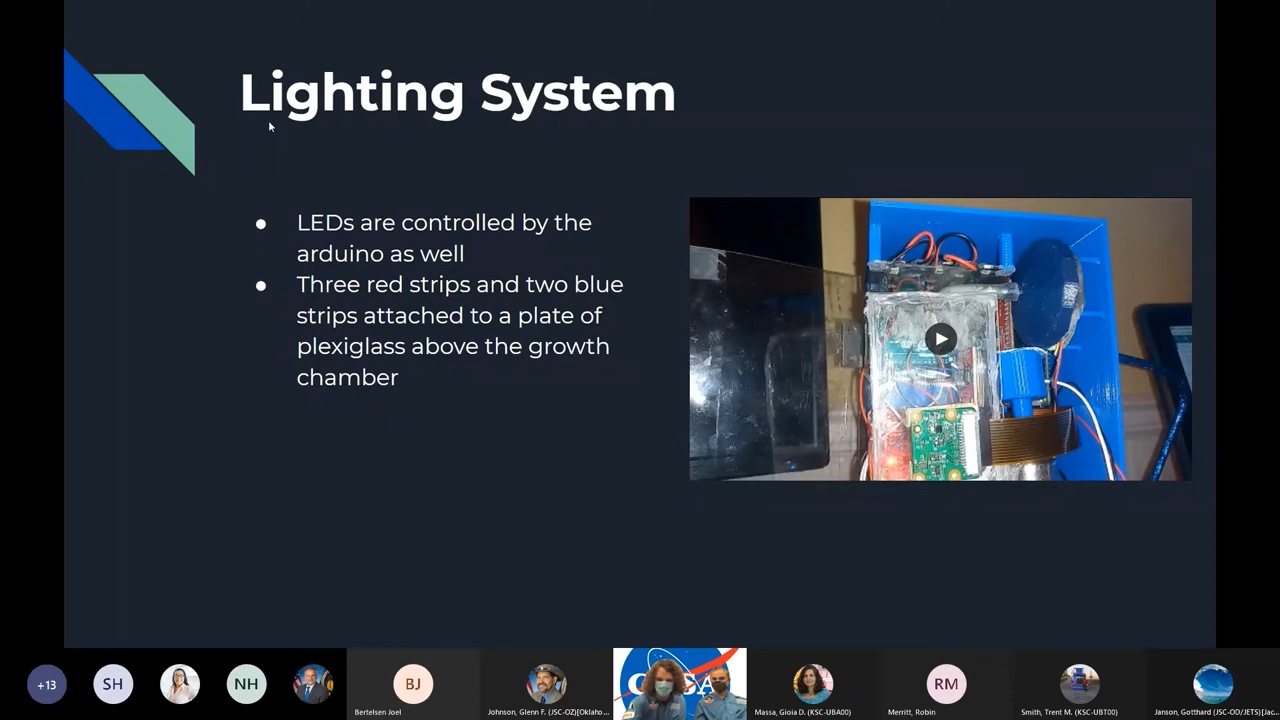 Lighting System
● LEDs are controlled by the
arduino as well
● Three red strips and two blue
strips attached to a plate of
plexiglass above the growth
chamber
+13
SH
NH
BJ
RM
Bertelsen Joel
Johnson, Glenn F. (JSC-OZ)[Oklaho...
Massa, Gioia D. (KSC-UBA00)
Merritt, Robin
Smith, Trent M. (KSC-UBT00)
Janson, Gotthard (JSC-OD/JETS)[Jac...